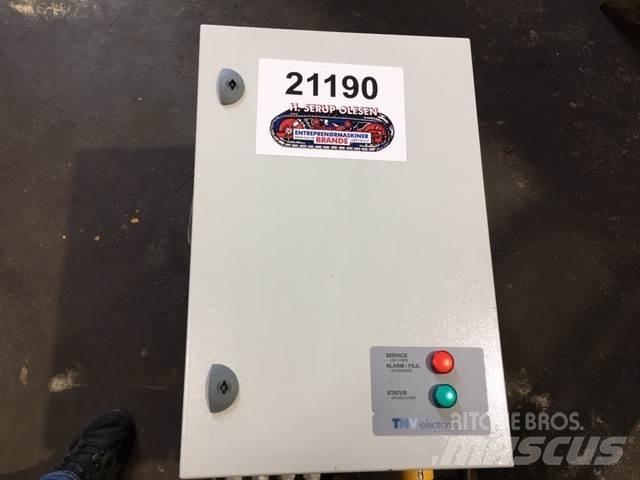 21190
H. SERUP OLESEN
ENTREPRENØRMASKINER
BRANDE
SERVICE
ALARM / FEJL
STATUS
TNV-electronic
RITCHIE BROS.
Mascus